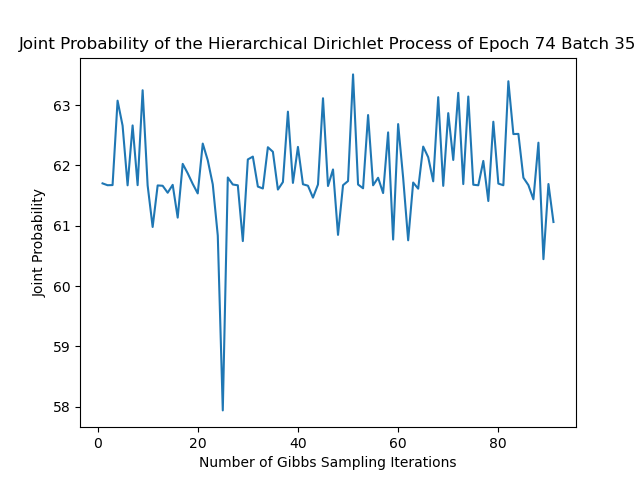 Joint Probability of the Hierarchical Dirichlet Process of Epoch 74 Batch 35
Joint Probability
63
62
61
60
59
58
0 20 40 60 80
Number of Gibbs Sampling Iterations